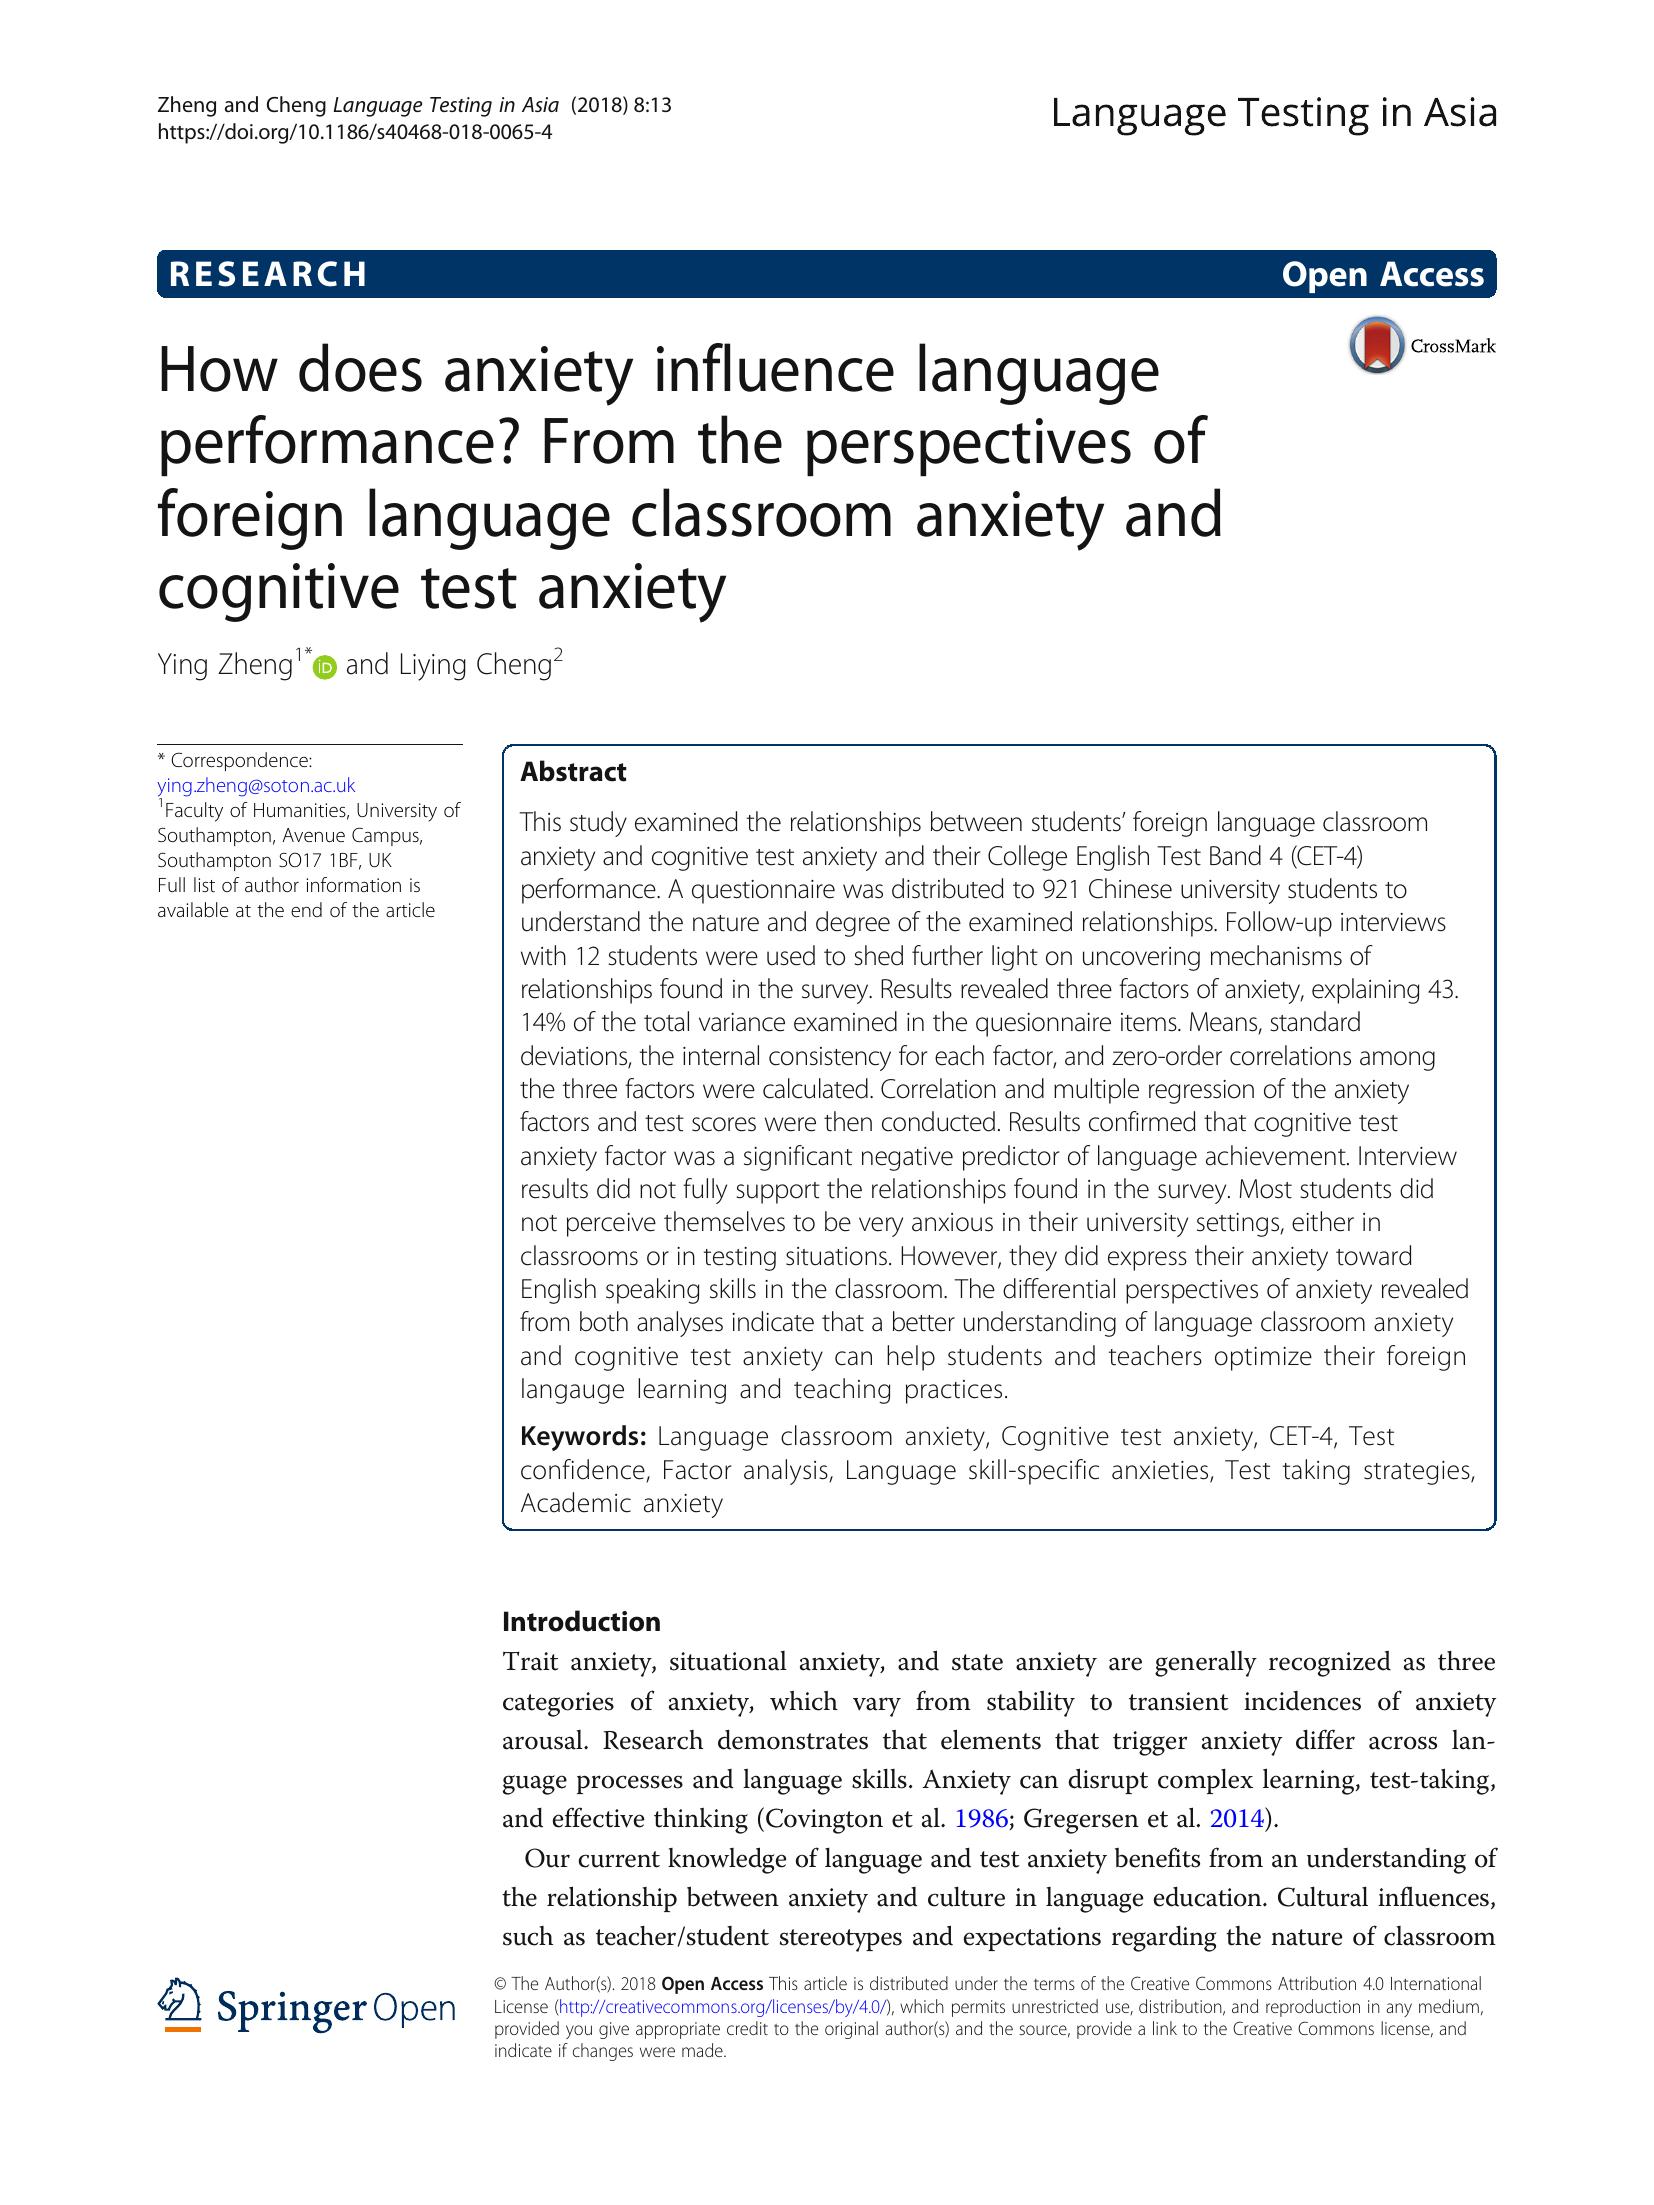 Zheng and Cheng Language Testing in Asia (2018) 8:13
https://doi.org/10.1186/s40468-018-0065-4
Language Testing in Asia
RESEARCH
Open Access
CrossMark
How does anxiety influence language
performance? From the perspectives of
foreign language classroom anxiety and
cognitive test anxiety
Ying Zheng1* iD and Liying Cheng2
* Correspondence:
ying.zheng@soton.ac.uk
1Faculty of Humanities, University of
Southampton, Avenue Campus,
Southampton SO17 1BF, UK
Full list of author information is
available at the end of the article
Abstract
This study examined the relationships between students’ foreign language classroom
anxiety and cognitive test anxiety and their College English Test Band 4 (CET-4)
performance. A questionnaire was distributed to 921 Chinese university students to
understand the nature and degree of the examined relationships. Follow-up interviews
with 12 students were used to shed further light on uncovering mechanisms of
relationships found in the survey. Results revealed three factors of anxiety, explaining 43.
14% of the total variance examined in the quesionnaire items. Means, standard
deviations, the internal consistency for each factor, and zero-order correlations among
the three factors were calculated. Correlation and multiple regression of the anxiety
factors and test scores were then conducted. Results confirmed that cognitive test
anxiety factor was a significant negative predictor of language achievement. Interview
results did not fully support the relationships found in the survey. Most students did
not perceive themselves to be very anxious in their university settings, either in
classrooms or in testing situations. However, they did express their anxiety toward
English speaking skills in the classroom. The differential perspectives of anxiety revealed
from both analyses indicate that a better understanding of language classroom anxiety
and cognitive test anxiety can help students and teachers optimize their foreign
langauge learning and teaching practices.
Keywords: Language classroom anxiety, Cognitive test anxiety, CET-4, Test
confidence, Factor analysis, Language skill-specific anxieties, Test taking strategies,
Academic anxiety
Introduction
Trait anxiety, situational anxiety, and state anxiety are generally recognized as three
categories of anxiety, which vary from stability to transient incidences of anxiety
arousal. Research demonstrates that elements that trigger anxiety differ across lan-
guage processes and language skills. Anxiety can disrupt complex learning, test-taking,
and effective thinking (Covington et al. 1986; Gregersen et al. 2014).
Our current knowledge of language and test anxiety benefits from an understanding of
the relationship between anxiety and culture in language education. Cultural influences,
such as teacher/student stereotypes and expectations regarding the nature of classroom
Springer Open
© The Author(s). 2018 Open Access This article is distributed under the terms of the Creative Commons Attribution 4.0 International
License (http://creativecommons.org/licenses/by/4.0/), which permits unrestricted use, distribution, and reproduction in any medium,
provided you give appropriate credit to the original author(s) and the source, provide a link to the Creative Commons license, and
indicate if changes were made.